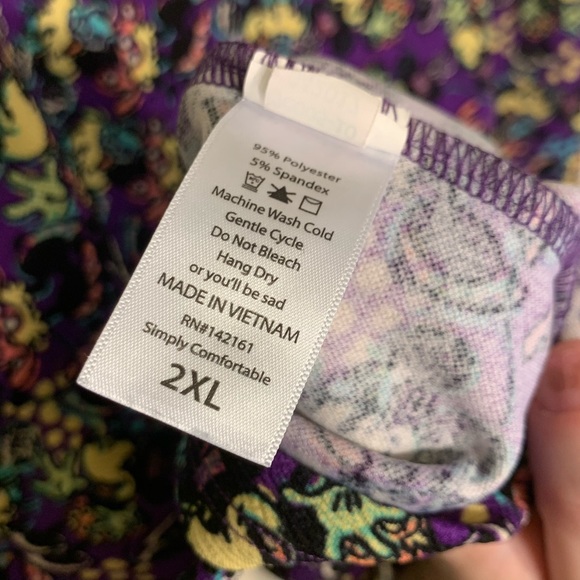 95% Polyester
5% Spandex
Machine Wash Cold
Gentle Cycle
Do Not Bleach
Hang Dry
or you'll be sad
MADE IN VIETNAM
RN#142161
Simply Comfortable
2XL